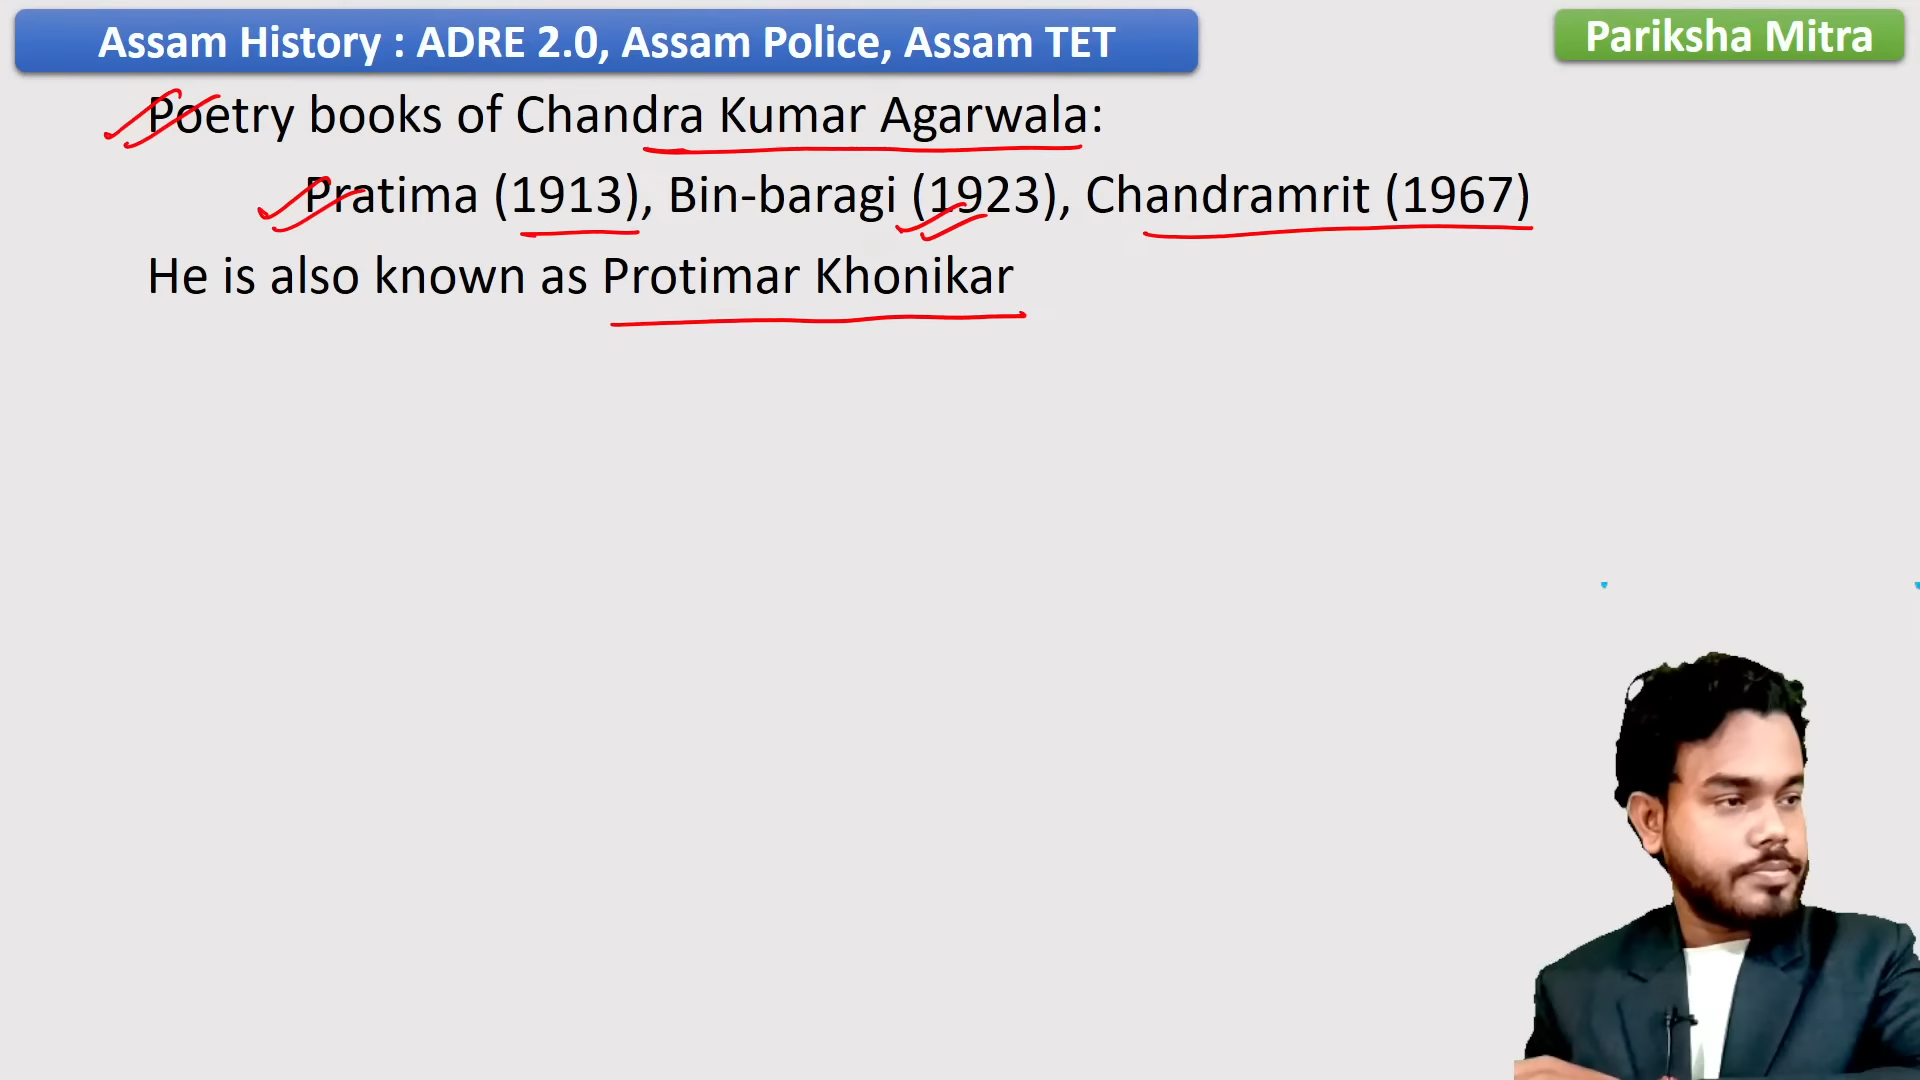 Assam History : ADRE 2.0, Assam Police, Assam TET
Pariksha Mitra
Poetry books of Chandra Kumar Agarwala:
Pratima (1913), Bin-baragi (1923), Chandramrit (1967)
He is also known as Protimar Khonikar